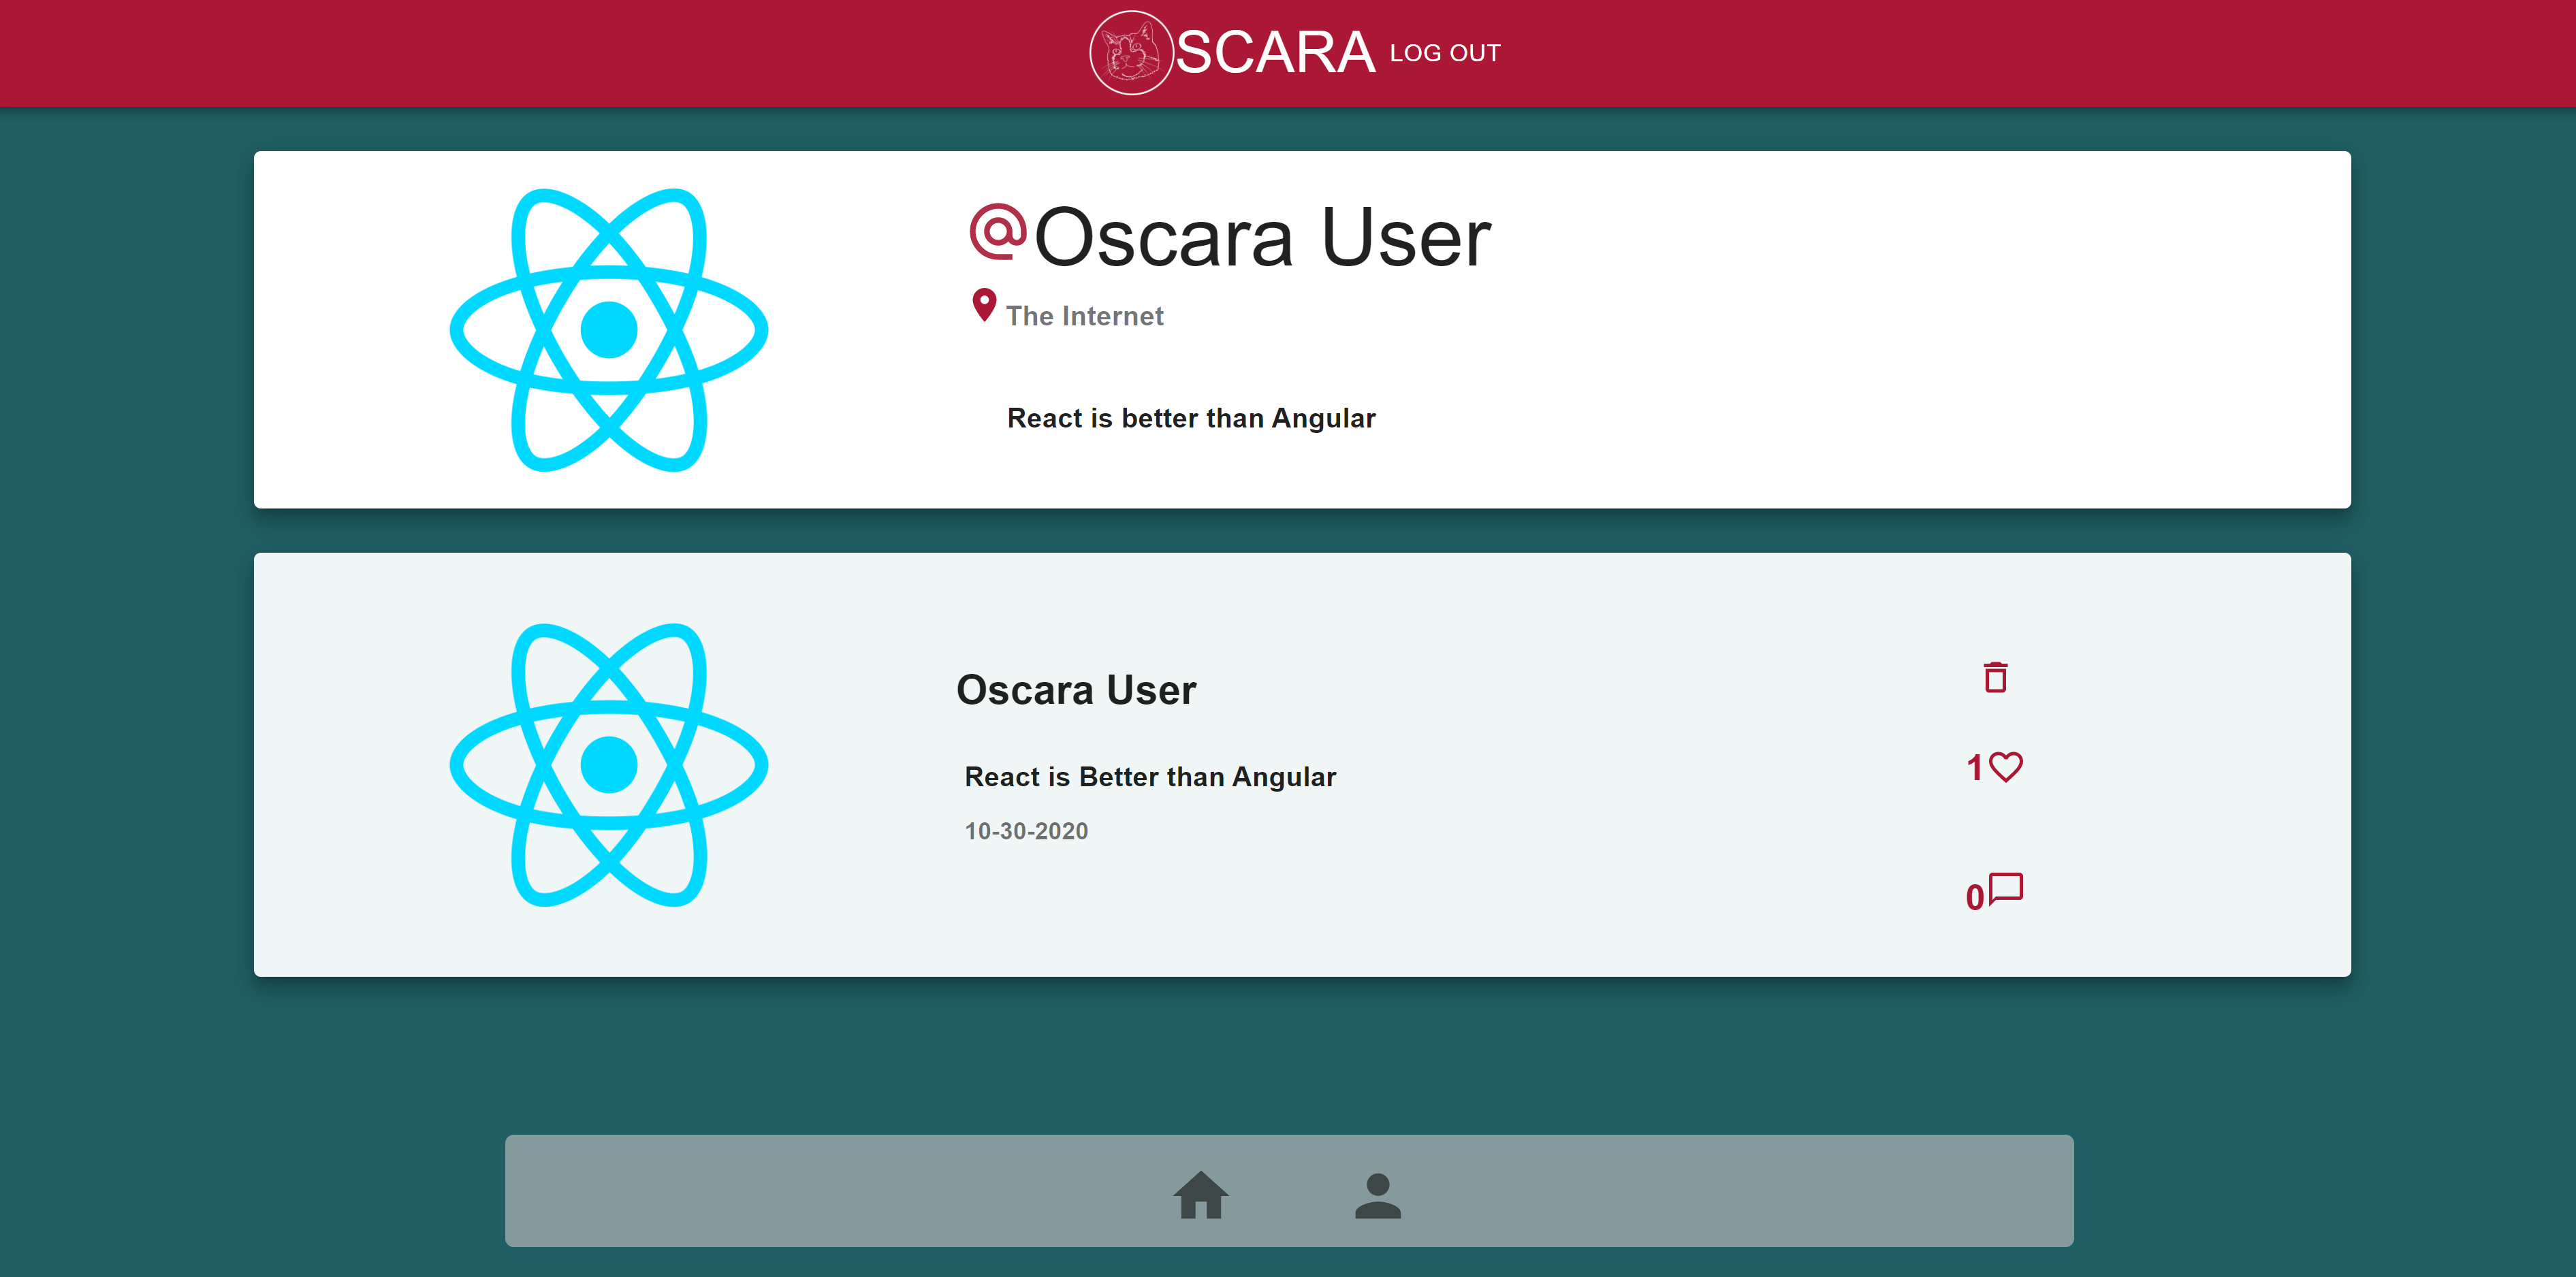 SCARA LOG OUT
@Oscara User
The Internet
React is better than Angular
Oscara User
React is Better than Angular
10-30-2020
1
0